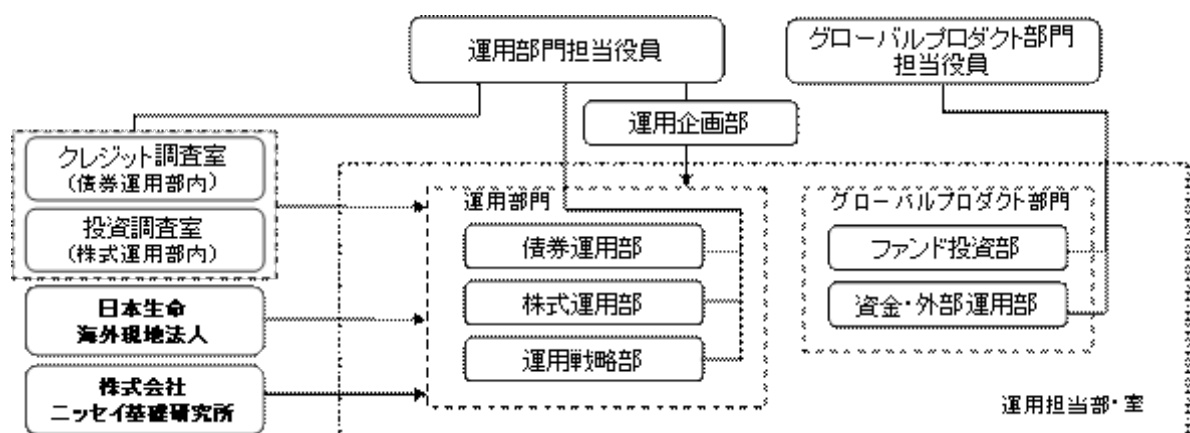 運用部門担当役員
グローバルプロダクト部門
担当役員
運用企画部
クレジット調査室
(債券運用部内)
投資調査室
(株式運用部内)
日本生命
海外現地法人
株式会社
ニッセイ基礎研究所
運用部門
債券運用部
株式運用部
運用戦略部
グローバルプロダクト部門
ファンド投資部
資金・外部運用部
運用担当部・室